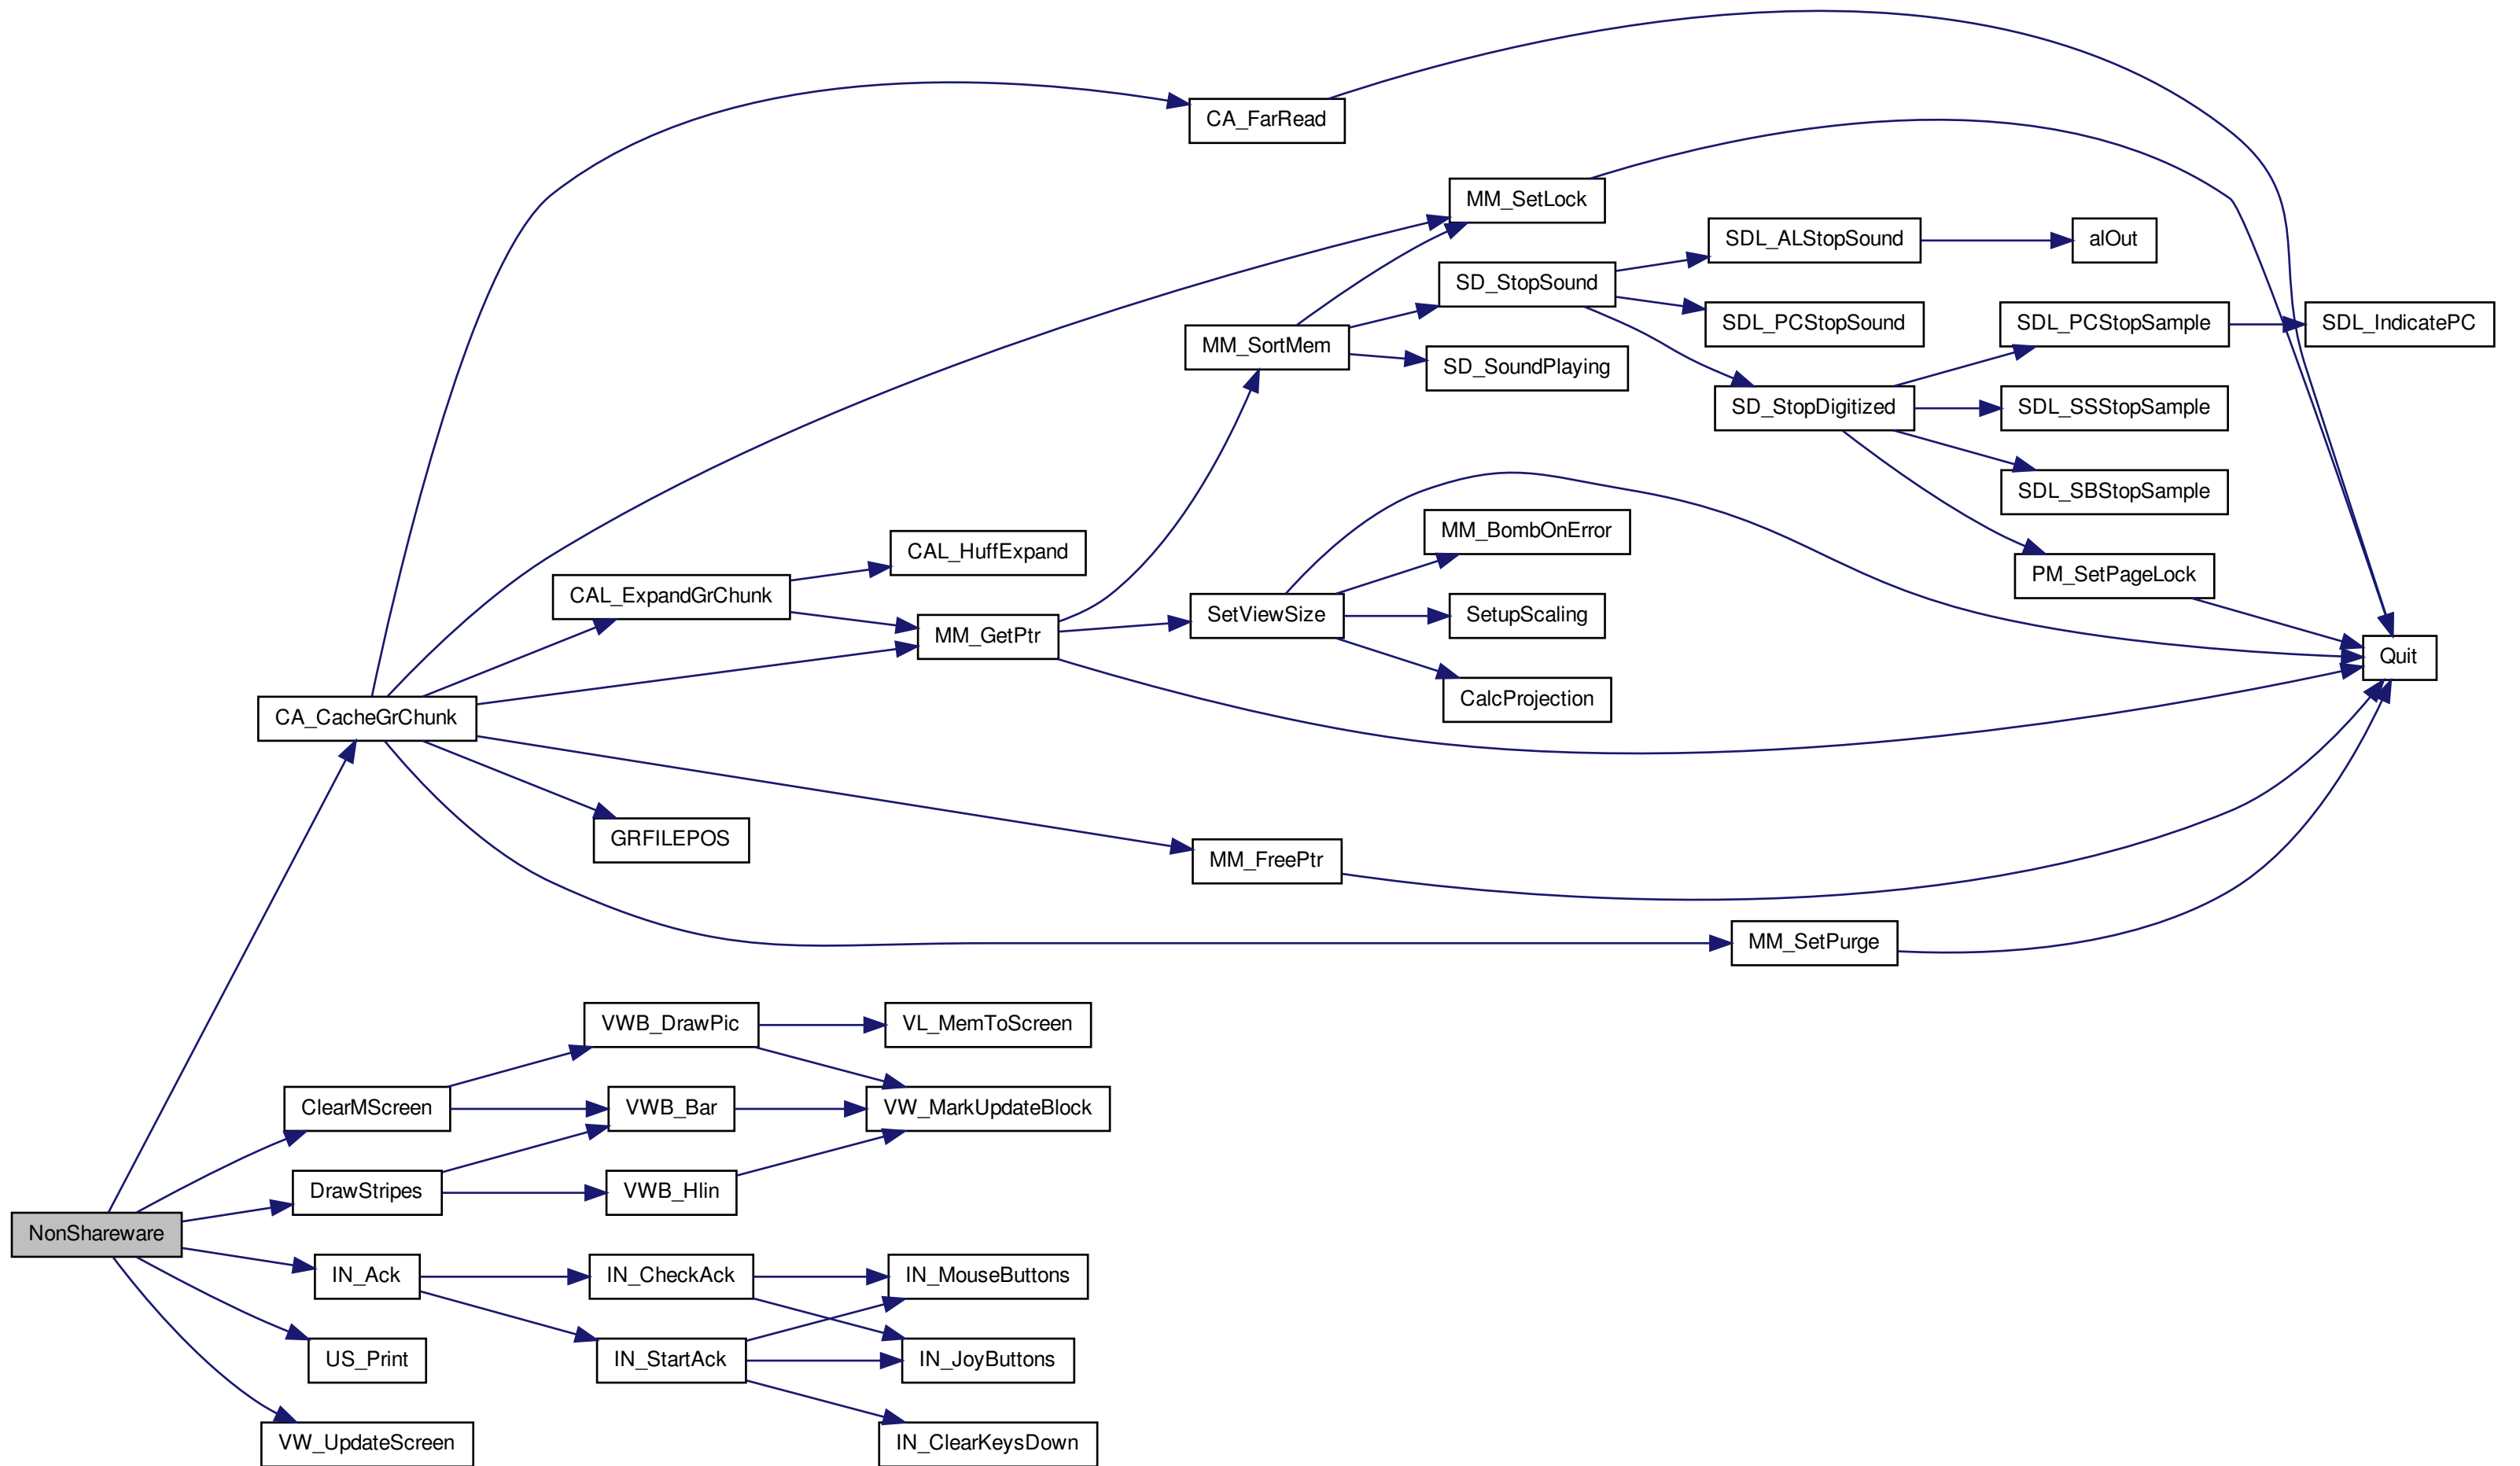 CA_FarRead
MM_SetLock
SDL_ALStopSound
alOut
SD_StopSound
SDL_PCStopSound
SDL_PCStopSample
SDL_IndicatePC
MM_SortMem
SD_SoundPlaying
SD_StopDigitized
SDL_SSStopSample
SDL_SBStopSample
MM_BombOnError
CAL_HuffExpand
PM_SetPageLock
CAL_ExpandGrChunk
SetViewSize
SetupScaling
MM_GetPtr
Quit
CalcProjection
CA_CacheGrChunk
GRFILEPOS
MM_FreePtr
MM_SetPurge
VWB_DrawPic
VL_MemToScreen
ClearMScreen
VWB_Bar
VW_MarkUpdateBlock
DrawStripes
VWB_Hlin
NonShareware
IN_Ack
IN_CheckAck
IN_MouseButtons
US_Print
IN_StartAck
IN_JoyButtons
VW_UpdateScreen
IN_ClearKeysDown